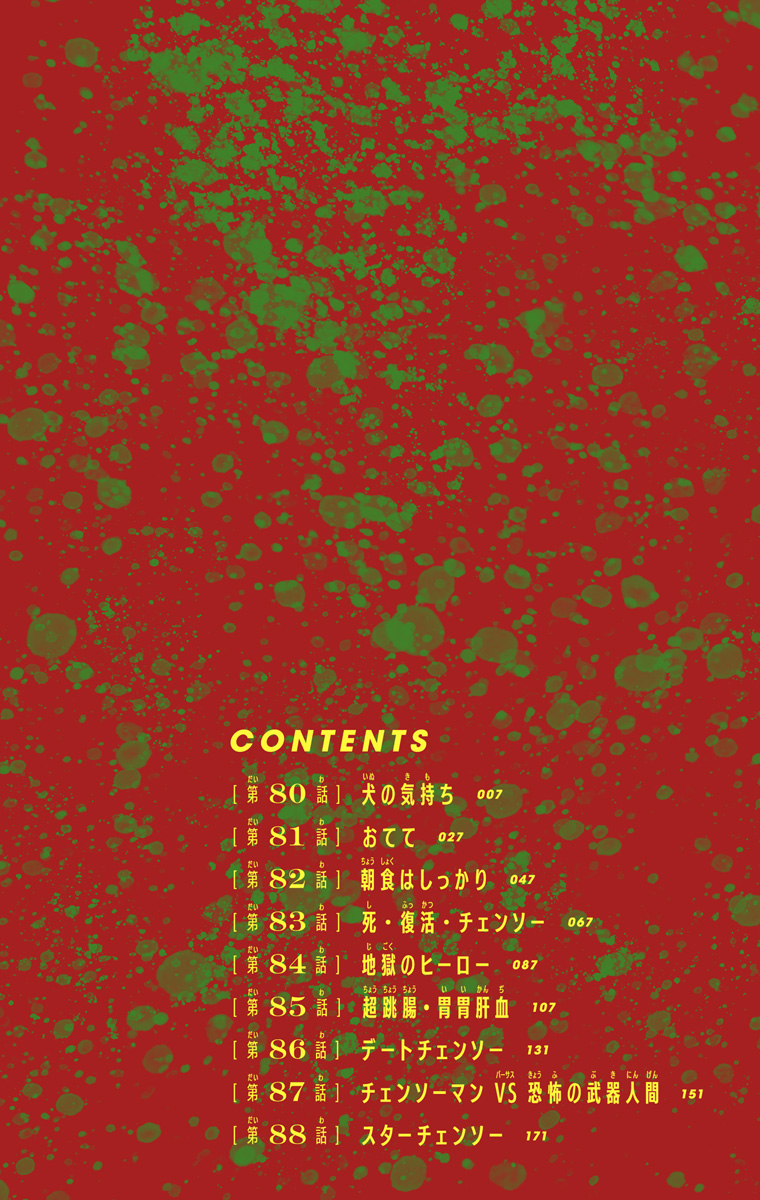 CONTENTS
[第80話] 犬の気持ち 007
[第81話] おてて 027
[第82話] 朝食はしっかり 047
[第83話] 死・復活・チェンソー 067
[第84話] 地獄のヒーロー 087
[第85話] 超跳腸・胃胃肝血 107
[第86話] デートチェンソー 131
[第87話] チェンソーマン VS 恐怖の武器人間 151
[第88話] スターチェンソー 171